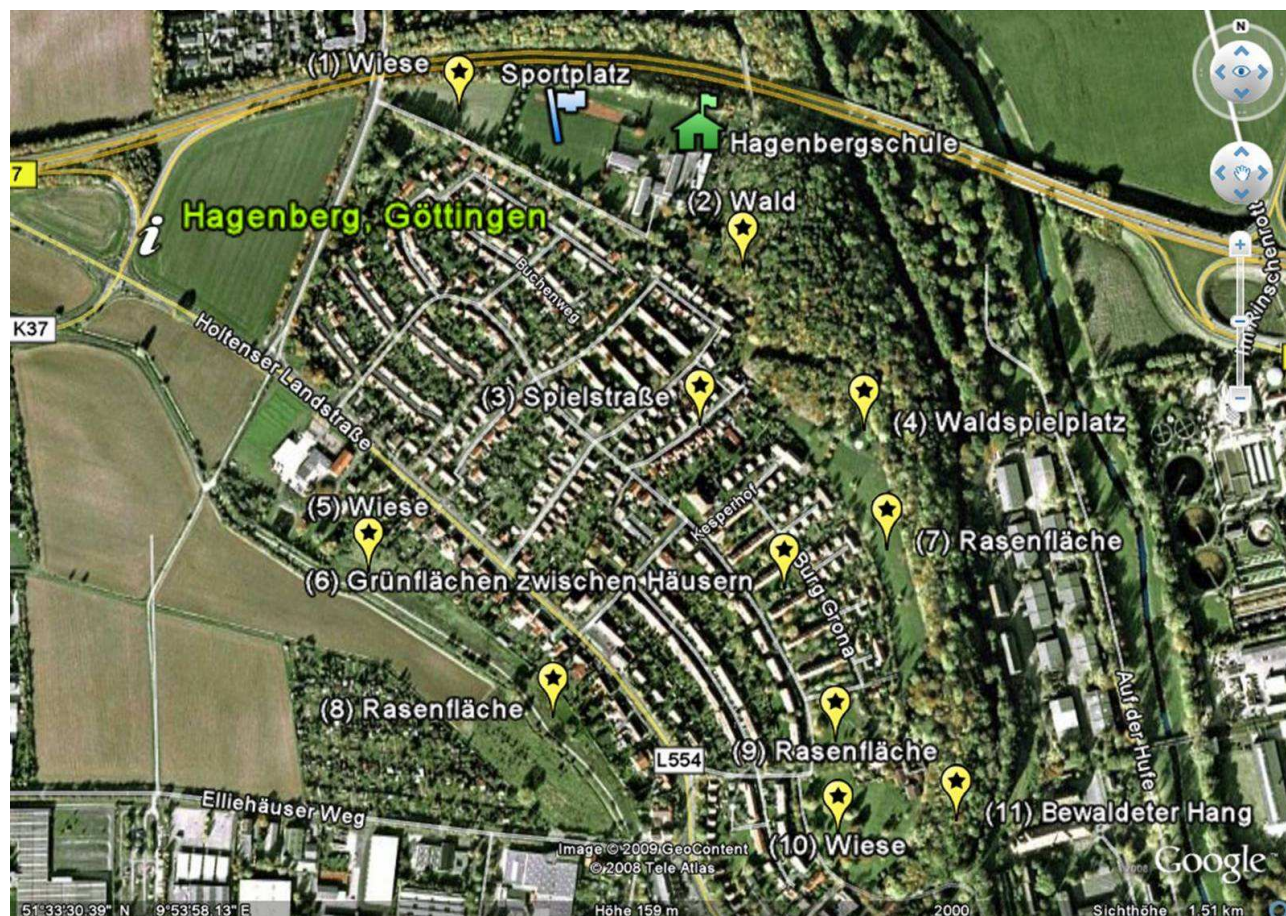 N
(1) Wiese
Sportplatz
Hagenbergschule
7
(2) Wald
Hagenberg, Göttingen
i
Buchenweg
Im Rinschenrott
K37
Holtenser Landstraße
(3) Spielstraße
(4) Waldspielplatz
(5) Wiese
Kesperhof
(7) Rasenfläche
(6) Grünflächen zwischen Häusern
Burg Grona
(8) Rasenfläche
Auf der Hufe
(9) Rasenfläche
L554
Elliehäuser Weg
(11) Bewaldeter Hang
(10) Wiese
Image © 2009 GeoContent
© 2008 Tele Atlas
Google
51°33'30.39" N 9°53'58.13" E
Höhe 159 m
2000
Sichthöhe 1.51 km